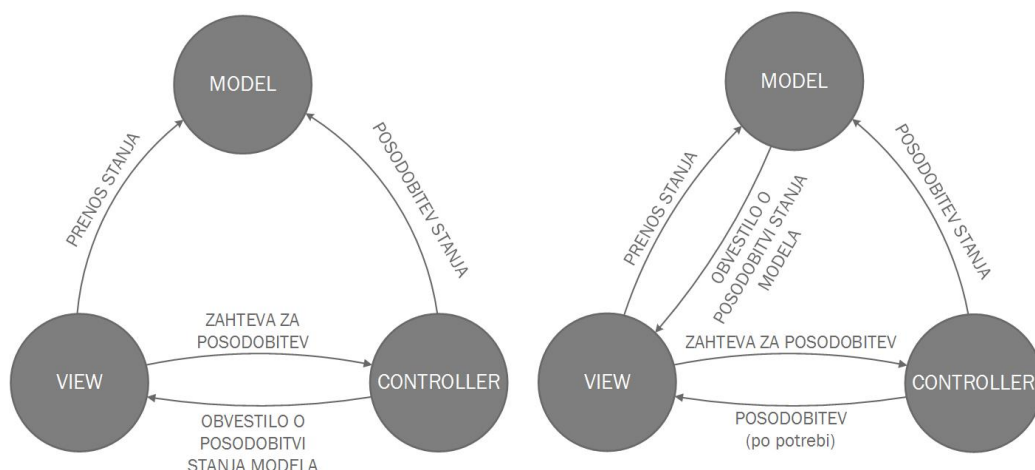 MODEL
PRENOS STANJA
POSODOBITEV STANJA
ZAHTEVA ZA
POSODOBITEV
VIEW
CONTROLLER
OBVESTILO O
POSODOBITVI
STANJA MODELA
MODEL
PRENOS STANJA
OBVESTILO O
POSODOBITVI STANJA
MODELA
POSODOBITEV STANJA
ZAHTEVA ZA POSODOBITEV
VIEW
CONTROLLER
POSODOBITEV
(po potrebi)